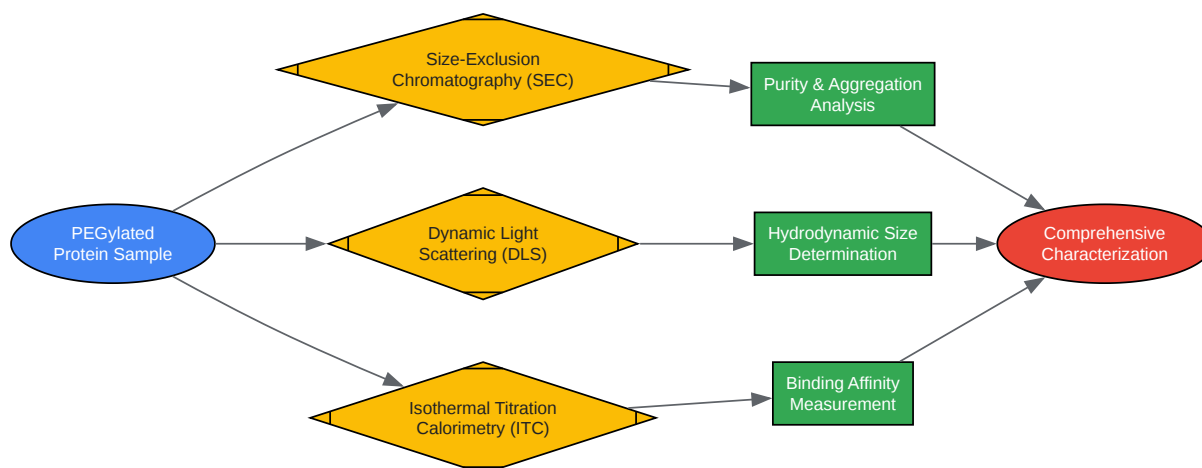 Size-Exclusion
Chromatography (SEC)
Purity & Aggregation
Analysis
PEGylated
Protein Sample
Dynamic Light
Scattering (DLS)
Hydrodynamic Size
Determination
Comprehensive
Characterization
Isothermal Titration
Calorimetry (ITC)
Binding Affinity
Measurement